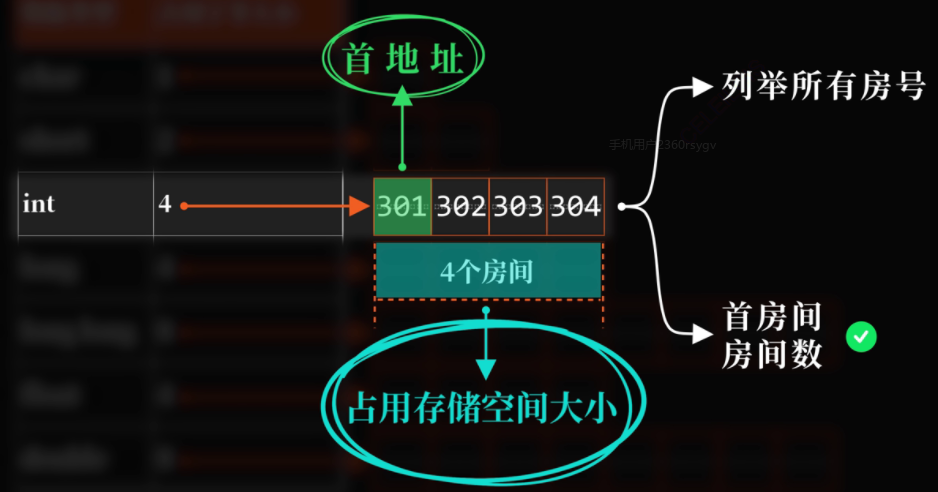 首地址
列举所有房号
手机用户2360rsygv
int 4 301 302 303 304
4个房间
首房间
房间数
占用存储空间大小